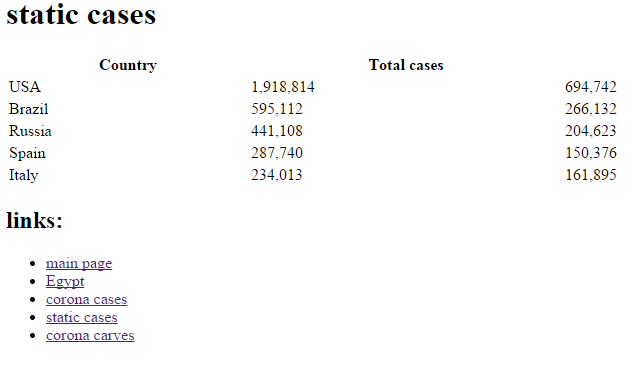 static cases
Country Total cases
USA 1,918,814 694,742
Brazil 595,112 266,132
Russia 441,108 204,623
Spain 287,740 150,376
Italy 234,013 161,895
links:
main page
Egypt
corona cases
static cases
corona carves